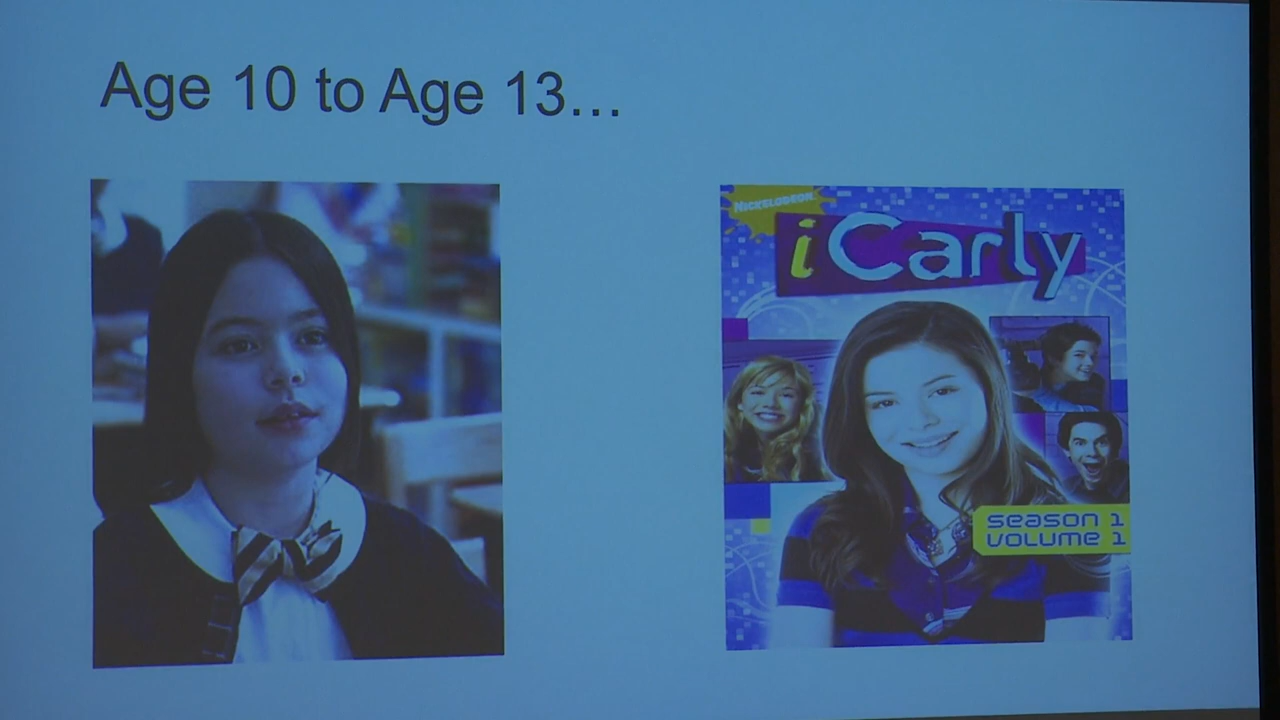 Age 10 to Age 13...
NICKELODEON
iCarly
SEASON 1
VOLUME 1